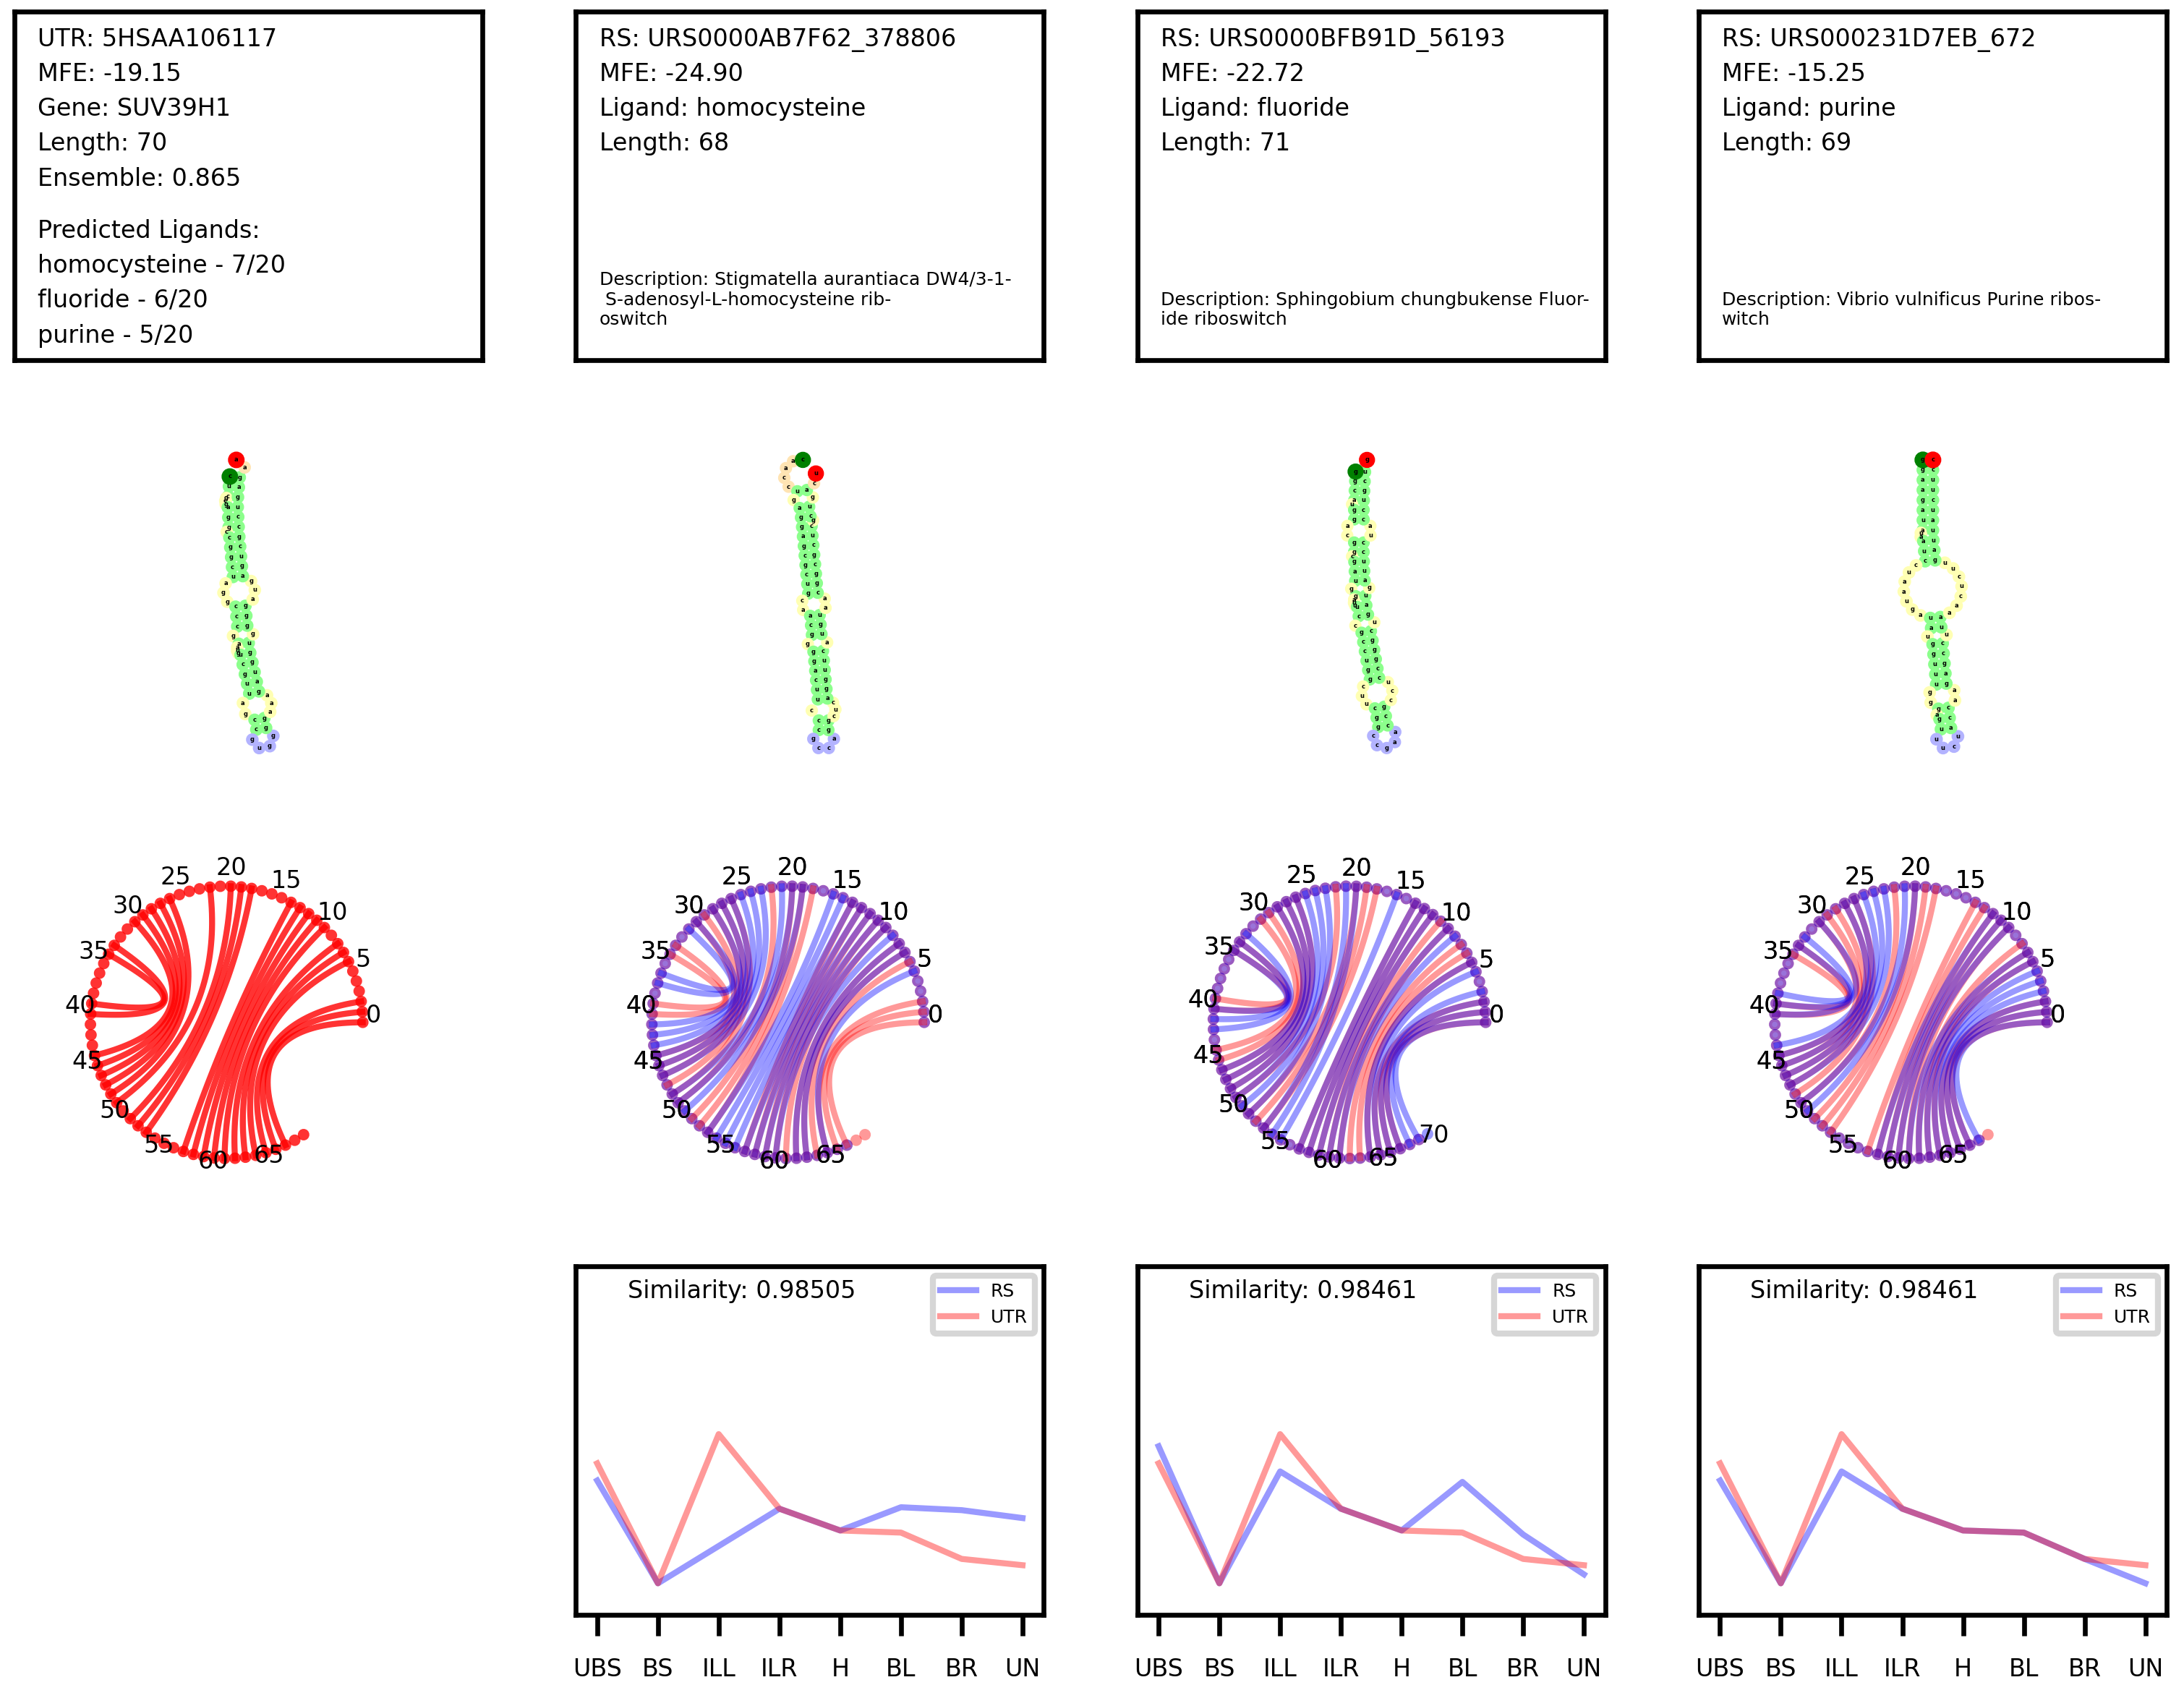 UTR: 5HSAA106117
MFE: -19.15
Gene: SUV39H1
Length: 70
Ensemble: 0.865
Predicted Ligands:
homocysteine - 7/20
fluoride - 6/20
purine - 5/20
RS: URS0000AB7F62_378806
MFE: -24.90
Ligand: homocysteine
Length: 68
Description: Stigmatella aurantiaca DW4/3-1-
S-adenosyl-L-homocysteine rib-
oswitch
RS: URS0000BFB91D_56193
MFE: -22.72
Ligand: fluoride
Length: 71
Description: Sphingobium chungbukense Fluor-
ide riboswitch
RS: URS000231D7EB_672
MFE: -15.25
Ligand: purine
Length: 69
Description: Vibrio vulnificus Purine ribos-
witch
0
5
10
15
20
25
30
35
40
45
50
55
60
65
0
5
10
15
20
25
30
35
40
45
50
55
60
65
0
5
10
15
20
25
30
35
40
45
50
55
60
65
70
0
5
10
15
20
25
30
35
40
45
50
55
60
65
Similarity: 0.98505
RS
UTR
UBS BS ILL ILR H BL BR UN
Similarity: 0.98461
RS
UTR
UBS BS ILL ILR H BL BR UN
Similarity: 0.98461
RS
UTR
UBS BS ILL ILR H BL BR UN